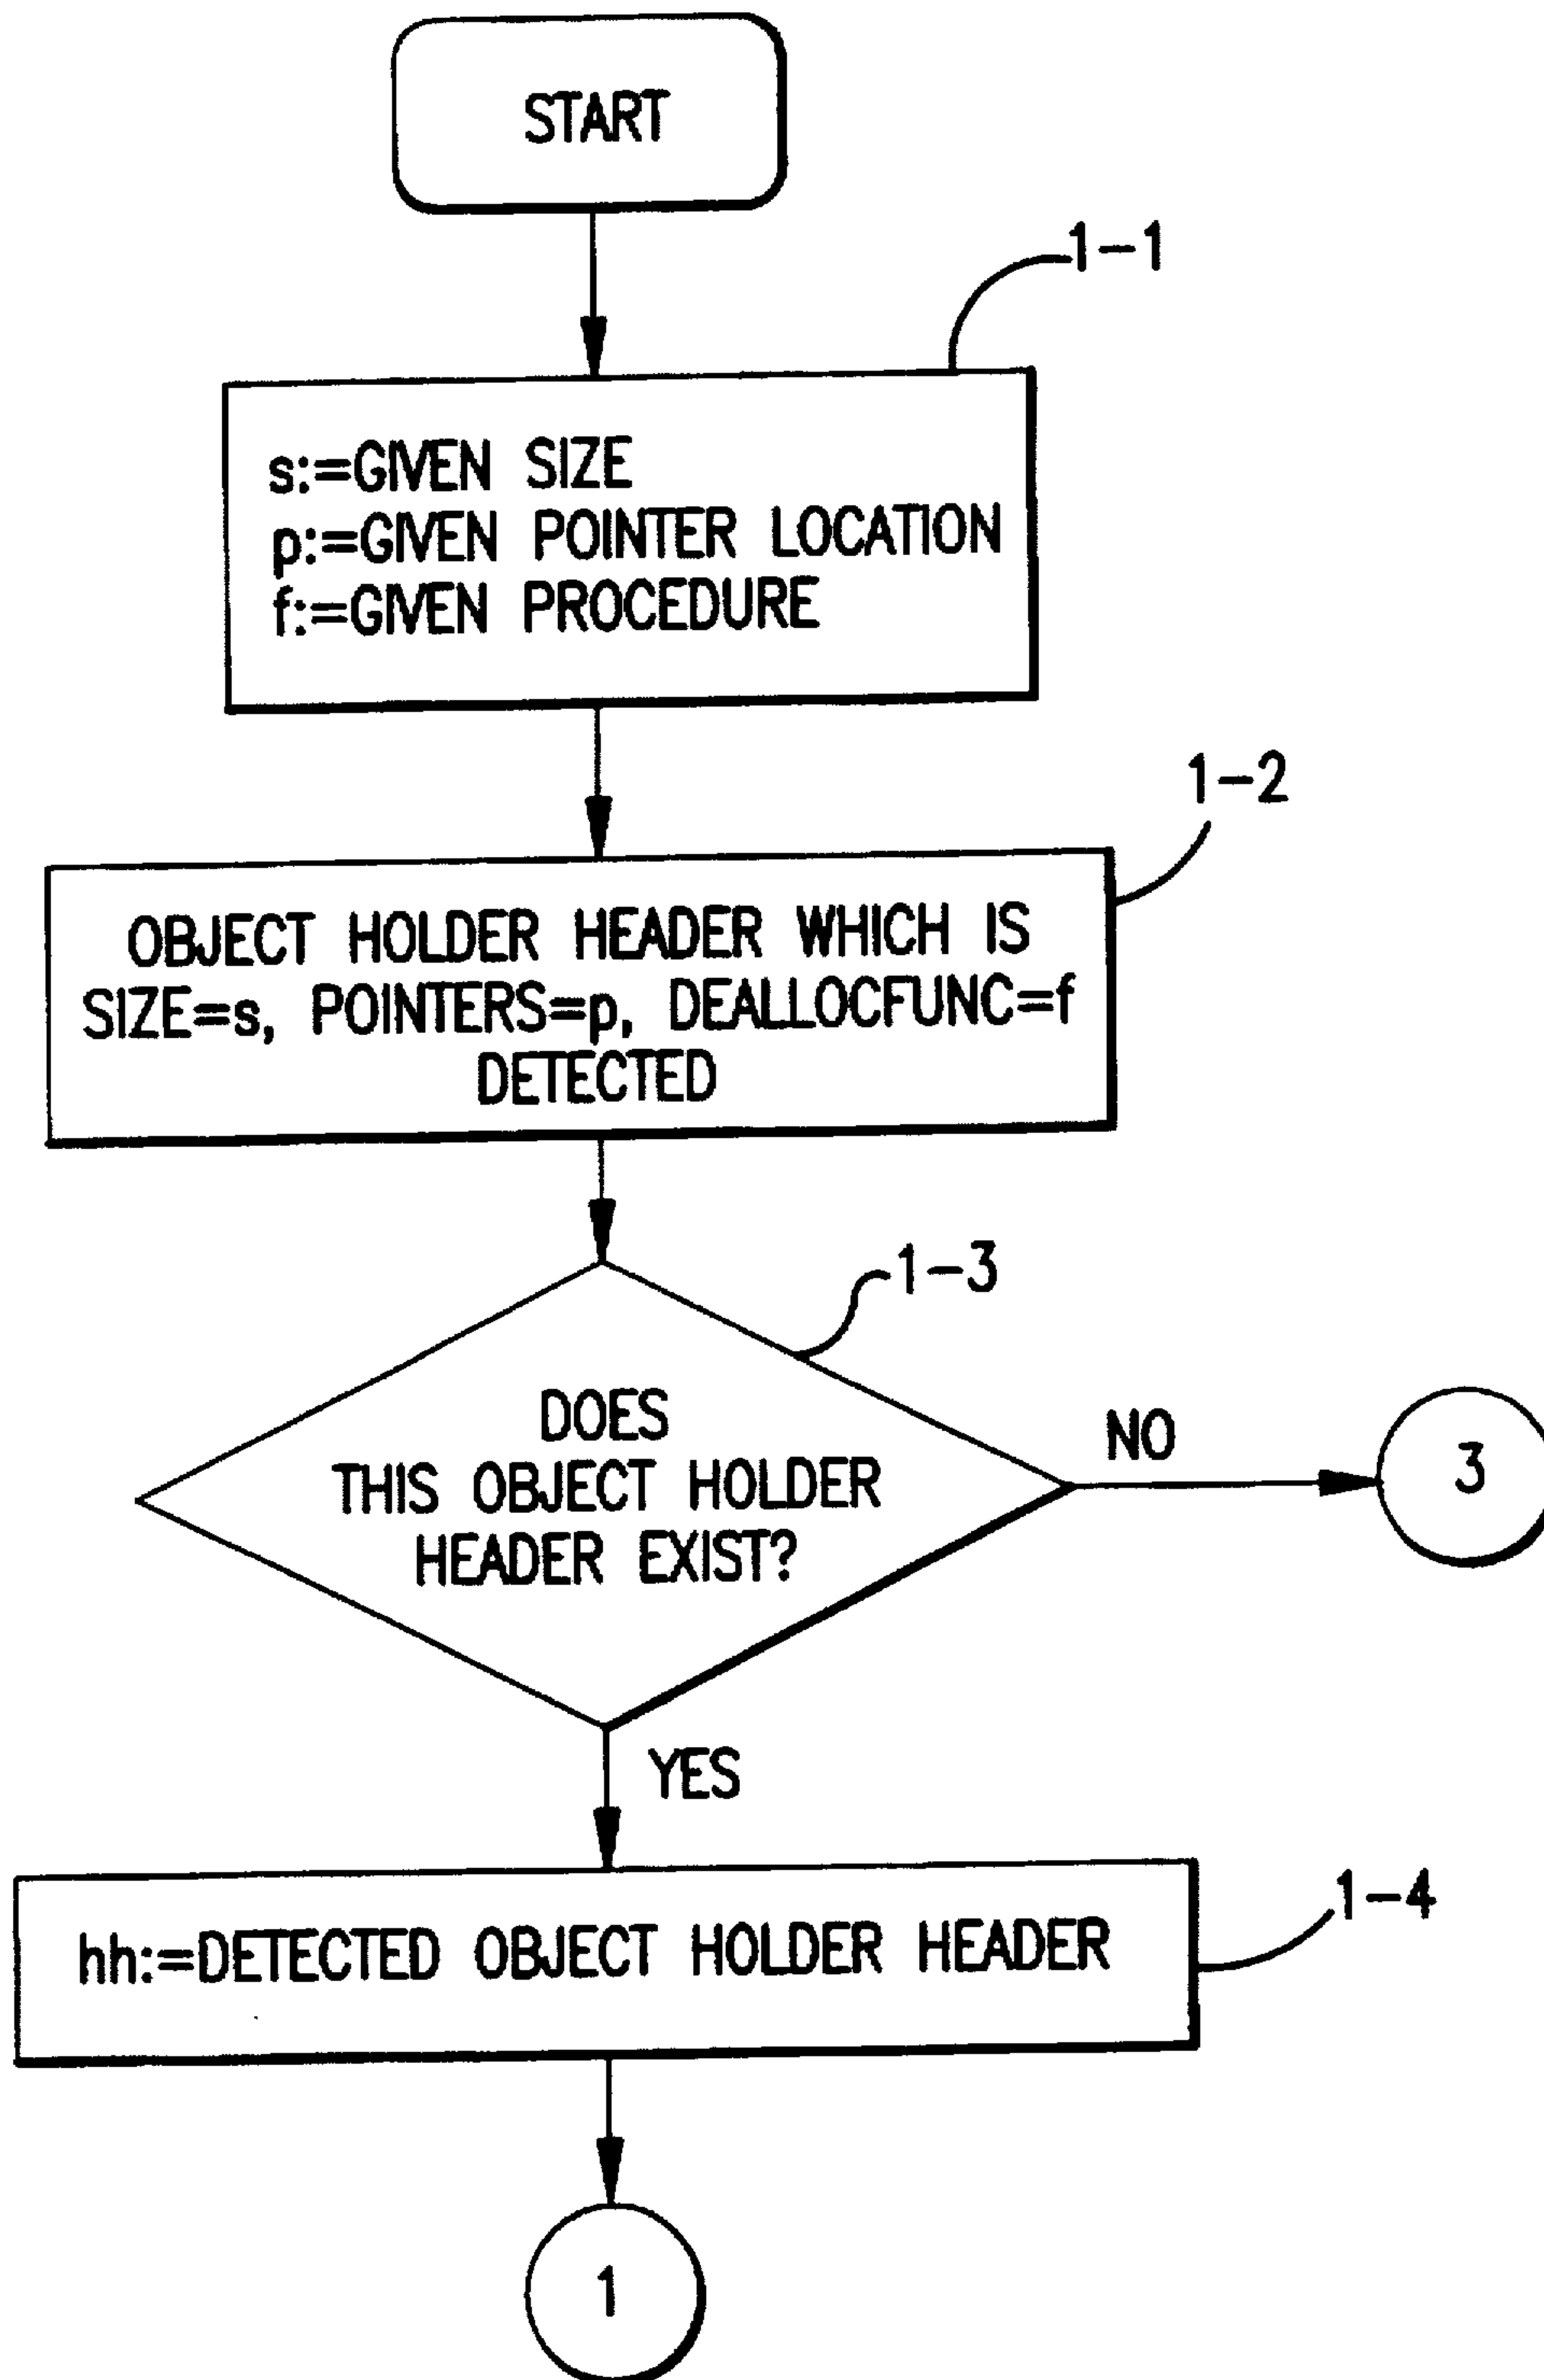 START
1-1
s:=GIVEN SIZE
p:=GIVEN POINTER LOCATION
f:=GIVEN PROCEDURE
1-2
OBJECT HOLDER HEADER WHICH IS
SIZE=s, POINTERS=p, DEALLOCFUNC=f
DETECTED
1-3
DOES
THIS OBJECT HOLDER
HEADER EXIST?
NO
3
YES
1-4
hh:=DETECTED OBJECT HOLDER HEADER
1